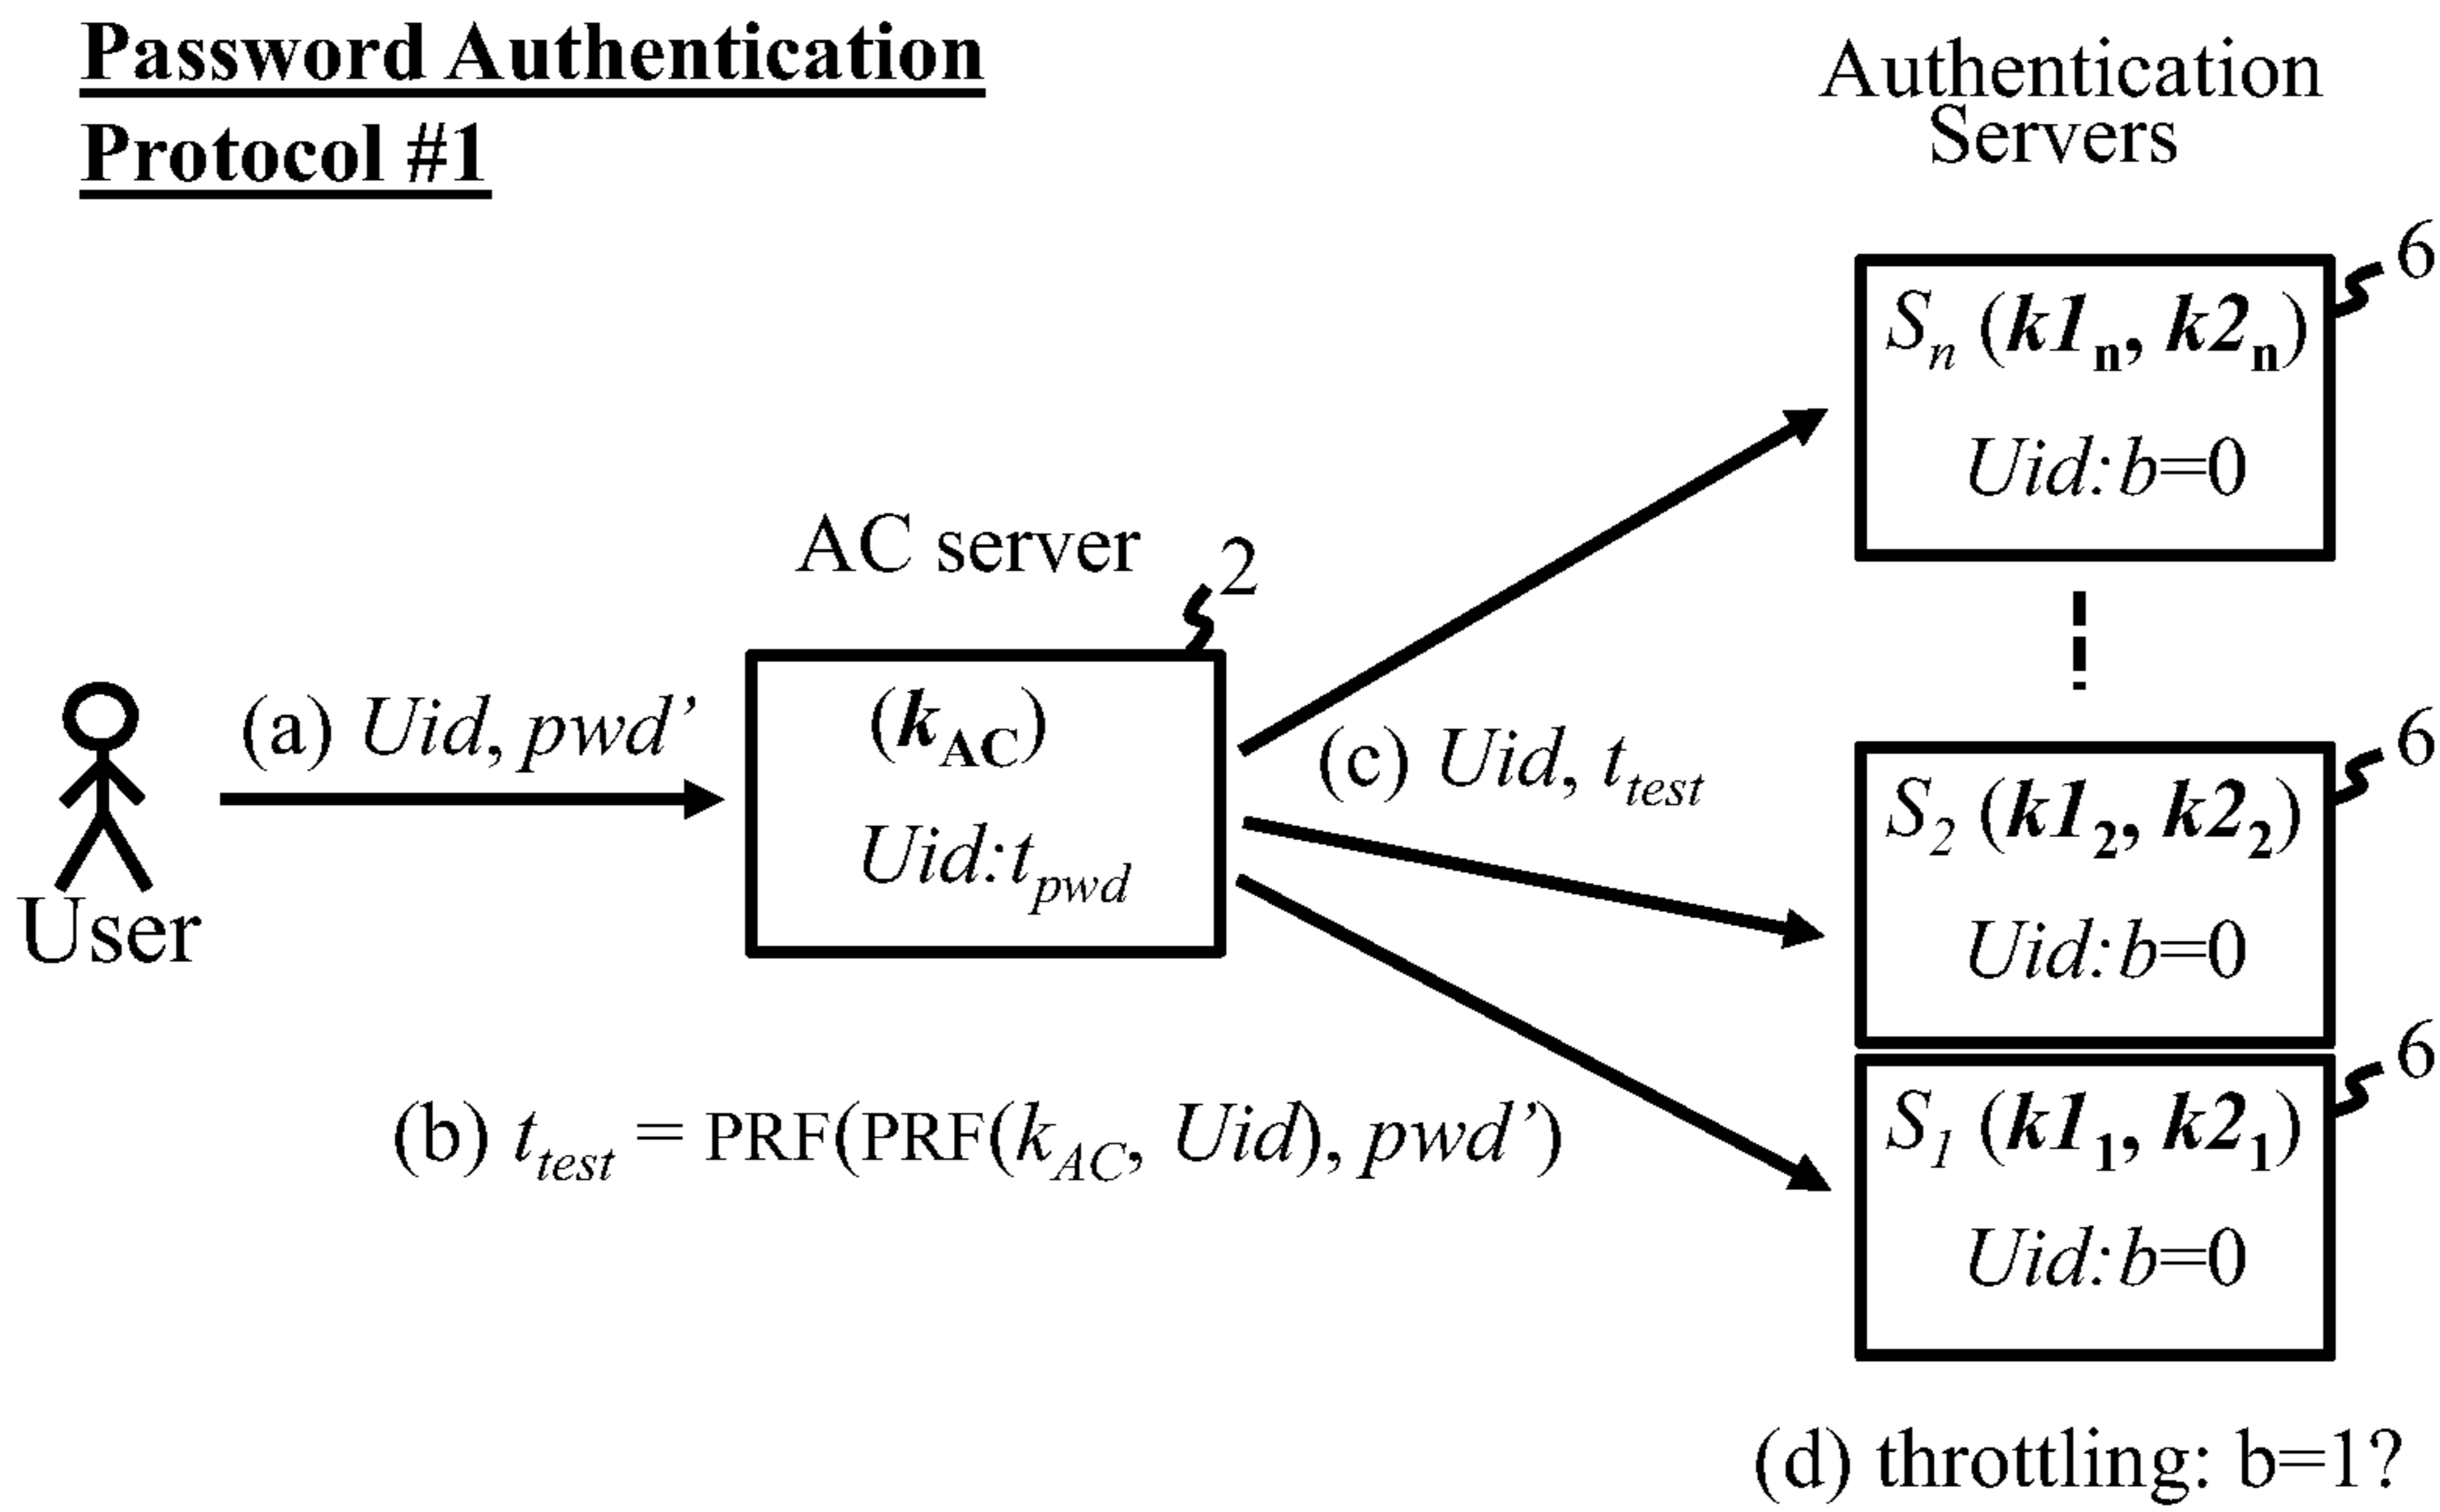 Password Authentication
Protocol #1
Authentication
Servers
6
Sn (k1n, k2n)
Uid:b=0
AC server
2
(kAC)
Uid:tpwd
User
(a) Uid, pwd’
(c) Uid, ttest
6
S2 (k12, k22)
Uid:b=0
6
S1 (k11, k21)
Uid:b=0
(b) ttest = PRF(PRF(kAC, Uid), pwd’)
(d) throttling: b=1?